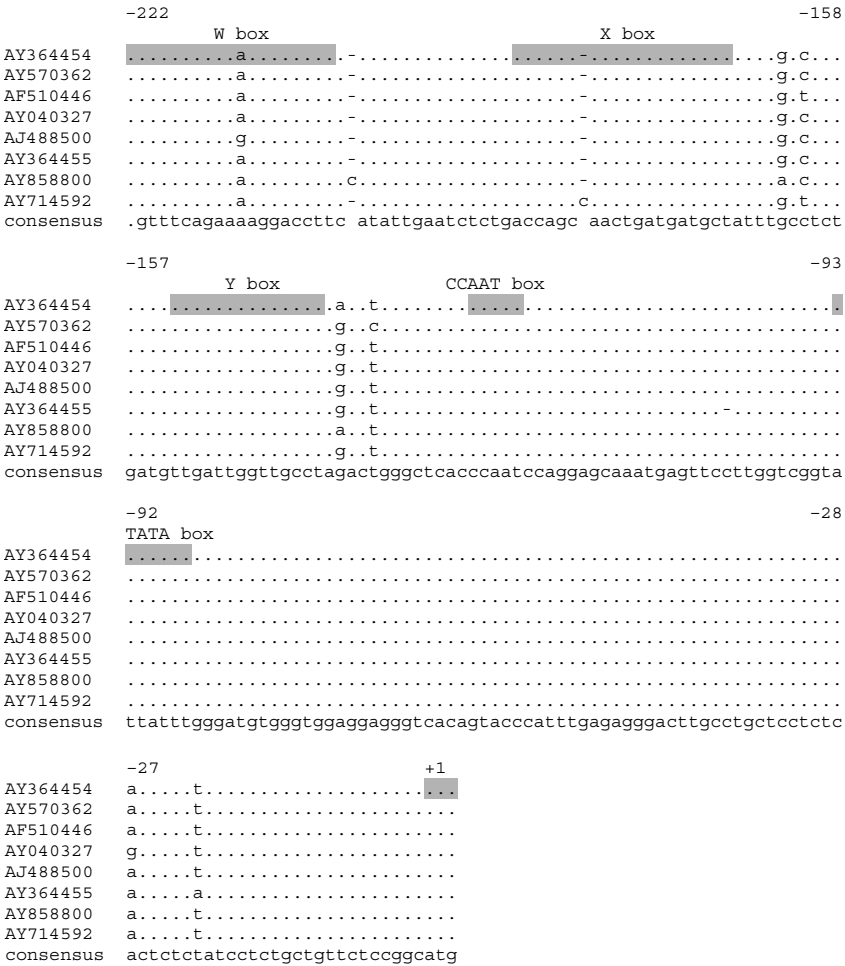 −222 −158
W box X box
AY364454 ..........a.........-....................-.................g.c...
AY570362 ..........a.........-....................-.................g.c...
AF510446 ..........a.........-....................-.................g.t...
AY040327 ..........a.........-....................-.................g.c...
AJ488500 ..........g.........-....................-.................g.c...
AY364455 ..........a.........-....................-.................g.c...
AY858800 ..........a.........c....................-.................a.c...
AY714592 ..........a.........-....................c.................g.t...
consensus .gtttcagaaaaggaccttc atattgaatctctgaccagc aactgatgatgctatttgcctct
−157 −93
Y box CCAAT box
AY364454 ...................a..t..........................................
AY570362 ...................g..c..........................................
AF510446 ...................g..t..........................................
AY040327 ...................g..t..........................................
AJ488500 ...................g..t..........................................
AY364455 ...................g..t...............................-..........
AY858800 ...................a..t..........................................
AY714592 ...................g..t..........................................
consensus gatgttgattggttgcctagactgggctcacccaatccaggagcaaatgagttccttggtcggta
−92 −28
TATA box
AY364454 .................................................................
AY570362 .................................................................
AF510446 .................................................................
AY040327 .................................................................
AJ488500 .................................................................
AY364455 .................................................................
AY858800 .................................................................
AY714592 .................................................................
consensus ttatttgggatgtgggtggaggagggtcacagtacccatttgagagggacttgcctgctcctctc
−27 +1
AY364454 a.....t.......................
AY570362 a.....t.......................
AF510446 a.....t.......................
AY040327 g.....t.......................
AJ488500 a.....t.......................
AY364455 a.....a.......................
AY858800 a.....t.......................
AY714592 a.....t.......................
consensus actctctatcctctgctgttctccggcatg